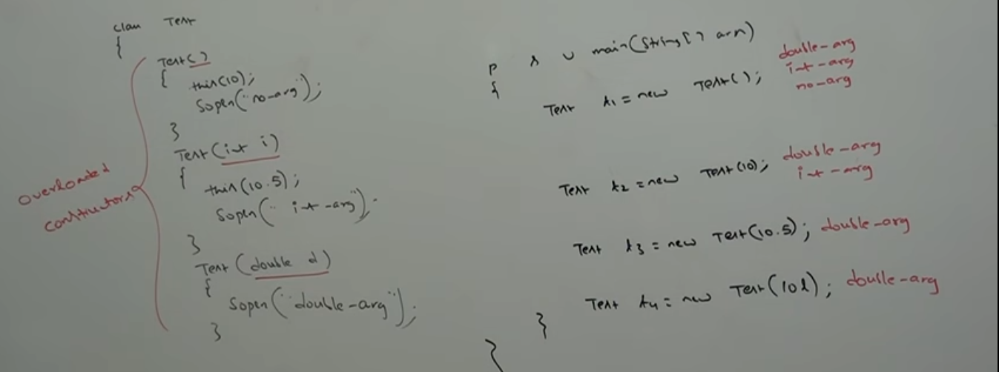 class Test
{
Test()
{
this(10);
Sopln("no-arg");
}
Test(int i)
{
this(10.5);
Sopln("int-arg");
}
Test(double d)
{
Sopln("double-arg");
}
overloaded
constructors
p s v main(String[] args)
{
Test t1 = new Test(); double-arg
int-arg
no-arg
Test t2 = new Test(10); double-arg
int-arg
Test t3 = new Test(10.5); double-arg
Test t4 = new Test(10l); double-arg
}
}